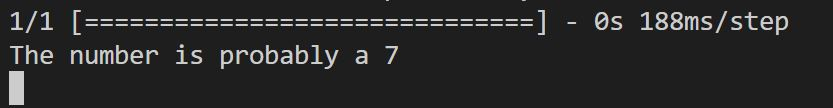 1/1 [==============================] - 0s 188ms/step
The number is probably a 7